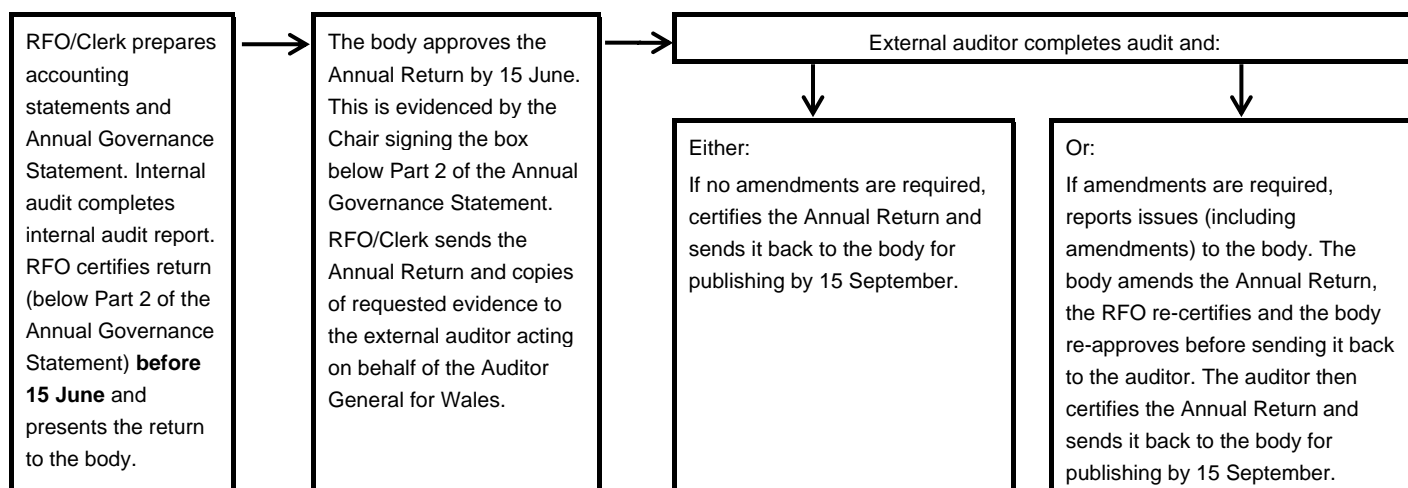 RFO/Clerk prepares
accounting
statements and
Annual Governance
Statement. Internal
audit completes
internal audit report.
RFO certifies return
(below Part 2 of the
Annual Governance
Statement) before
15 June and
presents the return
to the body.
The body approves the
Annual Return by 15 June.
This is evidenced by the
Chair signing the box
below Part 2 of the Annual
Governance Statement.
RFO/Clerk sends the
Annual Return and copies
of requested evidence to
the external auditor acting
on behalf of the Auditor
General for Wales.
External auditor completes audit and:
Either:
If no amendments are required,
certifies the Annual Return and
sends it back to the body for
publishing by 15 September.
Or:
If amendments are required,
reports issues (including
amendments) to the body. The
body amends the Annual Return,
the RFO re-certifies and the body
re-approves before sending it back
to the auditor. The auditor then
certifies the Annual Return and
sends it back to the body for
publishing by 15 September.